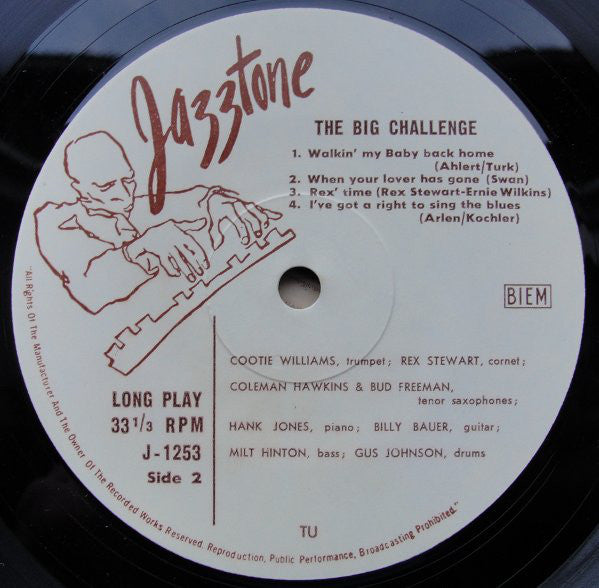 Jazztone
THE BIG CHALLENGE
1. Walkin' my Baby back home
(Ahlert/Turk)
2. When your lover has gone (Swan)
3. Rex' time (Rex Stewart-Ernie Wilkins)
4. I've got a right to sing the blues
(Arlen/Kochler)
BIEM
COOTIE WILLIAMS, trumpet; REX STEWART, cornet;
COLEMAN HAWKINS & BUD FREEMAN,
tenor saxophones;
HANK JONES, piano; BILLY BAUER, guitar;
MILT HINTON, bass; GUS JOHNSON, drums
LONG PLAY
33 1/3 RPM
J-1253
Side 2
TU
"All Rights Of The Manufacturer And The Owner Of The Recorded Works Reserved. Reproduction, Public Performance, Broadcasting Prohibited."